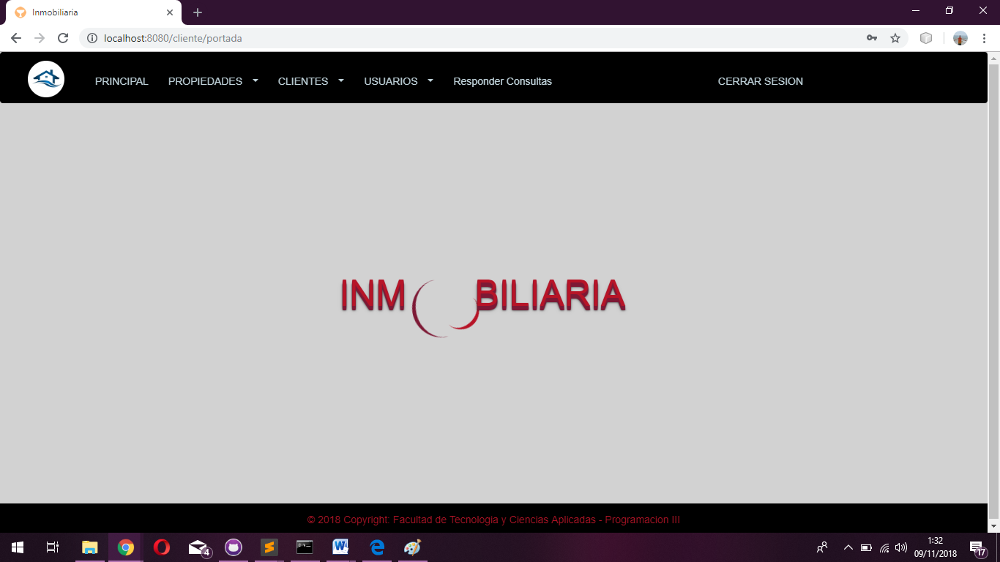 Inmobiliaria
localhost:8080/cliente/portada
PRINCIPAL PROPIEDADES CLIENTES USUARIOS Responder Consultas CERRAR SESION
INM BILIARIA
© 2018 Copyright: Facultad de Tecnologia y Ciencias Aplicadas - Programacion III
4
1:32
09/11/2018
17